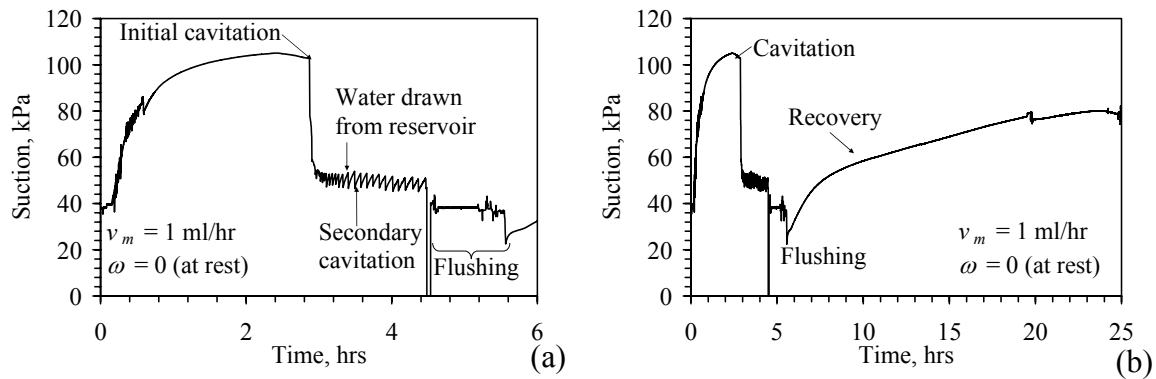 120
100
80
60
40
20
0
Suction, kPa
Initial cavitation
Water drawn
from reservoir
Secondary
cavitation
Flushing
v m = 1 ml/hr
ω = 0 (at rest)
0 2 4 6
Time, hrs
(a)
120
100
80
60
40
20
0
Suction, kPa
Cavitation
Recovery
Flushing
v m = 1 ml/hr
ω = 0 (at rest)
0 5 10 15 20 25
Time, hrs
(b)